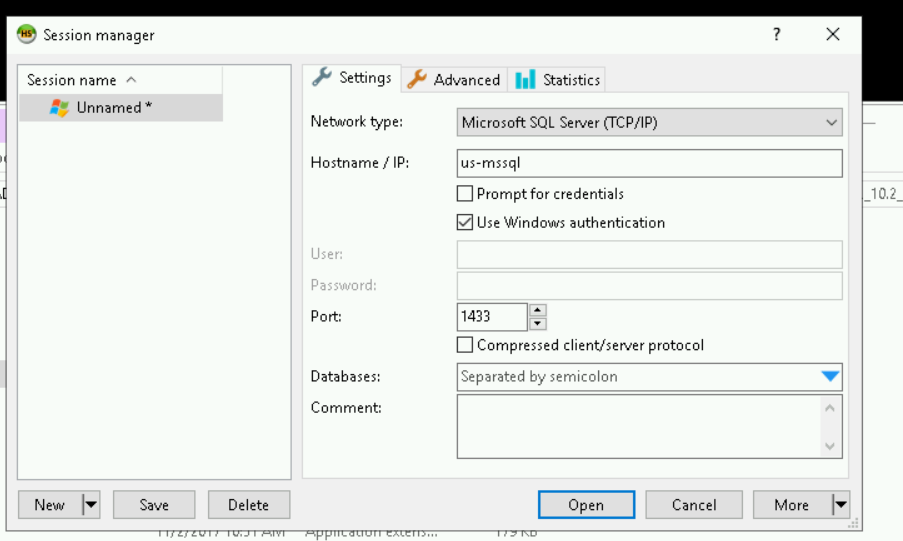 HS Session manager ?
Session name
Unnamed *
Settings Advanced Statistics
Network type: Microsoft SQL Server (TCP/IP)
Hostname / IP: us-mssql
Prompt for credentials
Use Windows authentication
User:
Password:
Port: 1433
Compressed client/server protocol
Databases: Separated by semicolon
Comment:
New Save Delete Open Cancel More
_10.2_
11/2/2017 10:51 AM Application extens... 179 KB